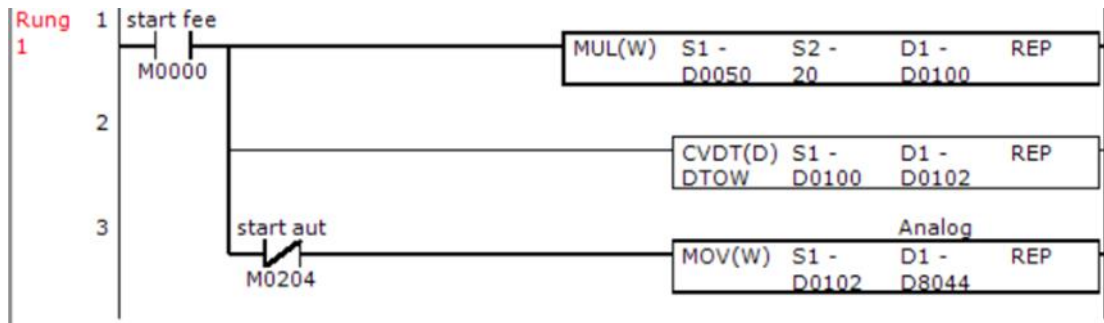 Rung 1 start fee
1
M0000
MUL(W) S1 - S2 - D1 - REP
D0050 20 D0100
2
CVDT(D) S1 - D1 - REP
DTOW D0100 D0102
3 start aut Analog
M0204
MOV(W) S1 - D1 - REP
D0102 D8044